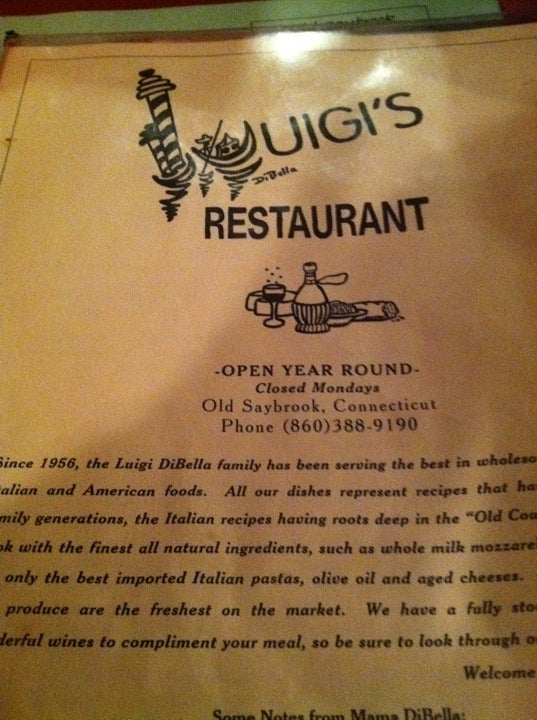 LUIGI'S
DiBella
RESTAURANT
-OPEN YEAR ROUND-
Closed Mondays
Old Saybrook, Connecticut
Phone (860)388-9190
Since 1956, the Luigi DiBella family has been serving the best in wholeso
alian and American foods. All our dishes represent recipes that ha
mily generations, the Italian recipes having roots deep in the "Old Cou
ok with the finest all natural ingredients, such as whole milk mozzare
only the best imported Italian pastas, olive oil and aged cheeses.
produce are the freshest on the market. We have a fully sto
derful wines to compliment your meal, so be sure to look through o
Welcome
Some Notes from Mama DiBella: